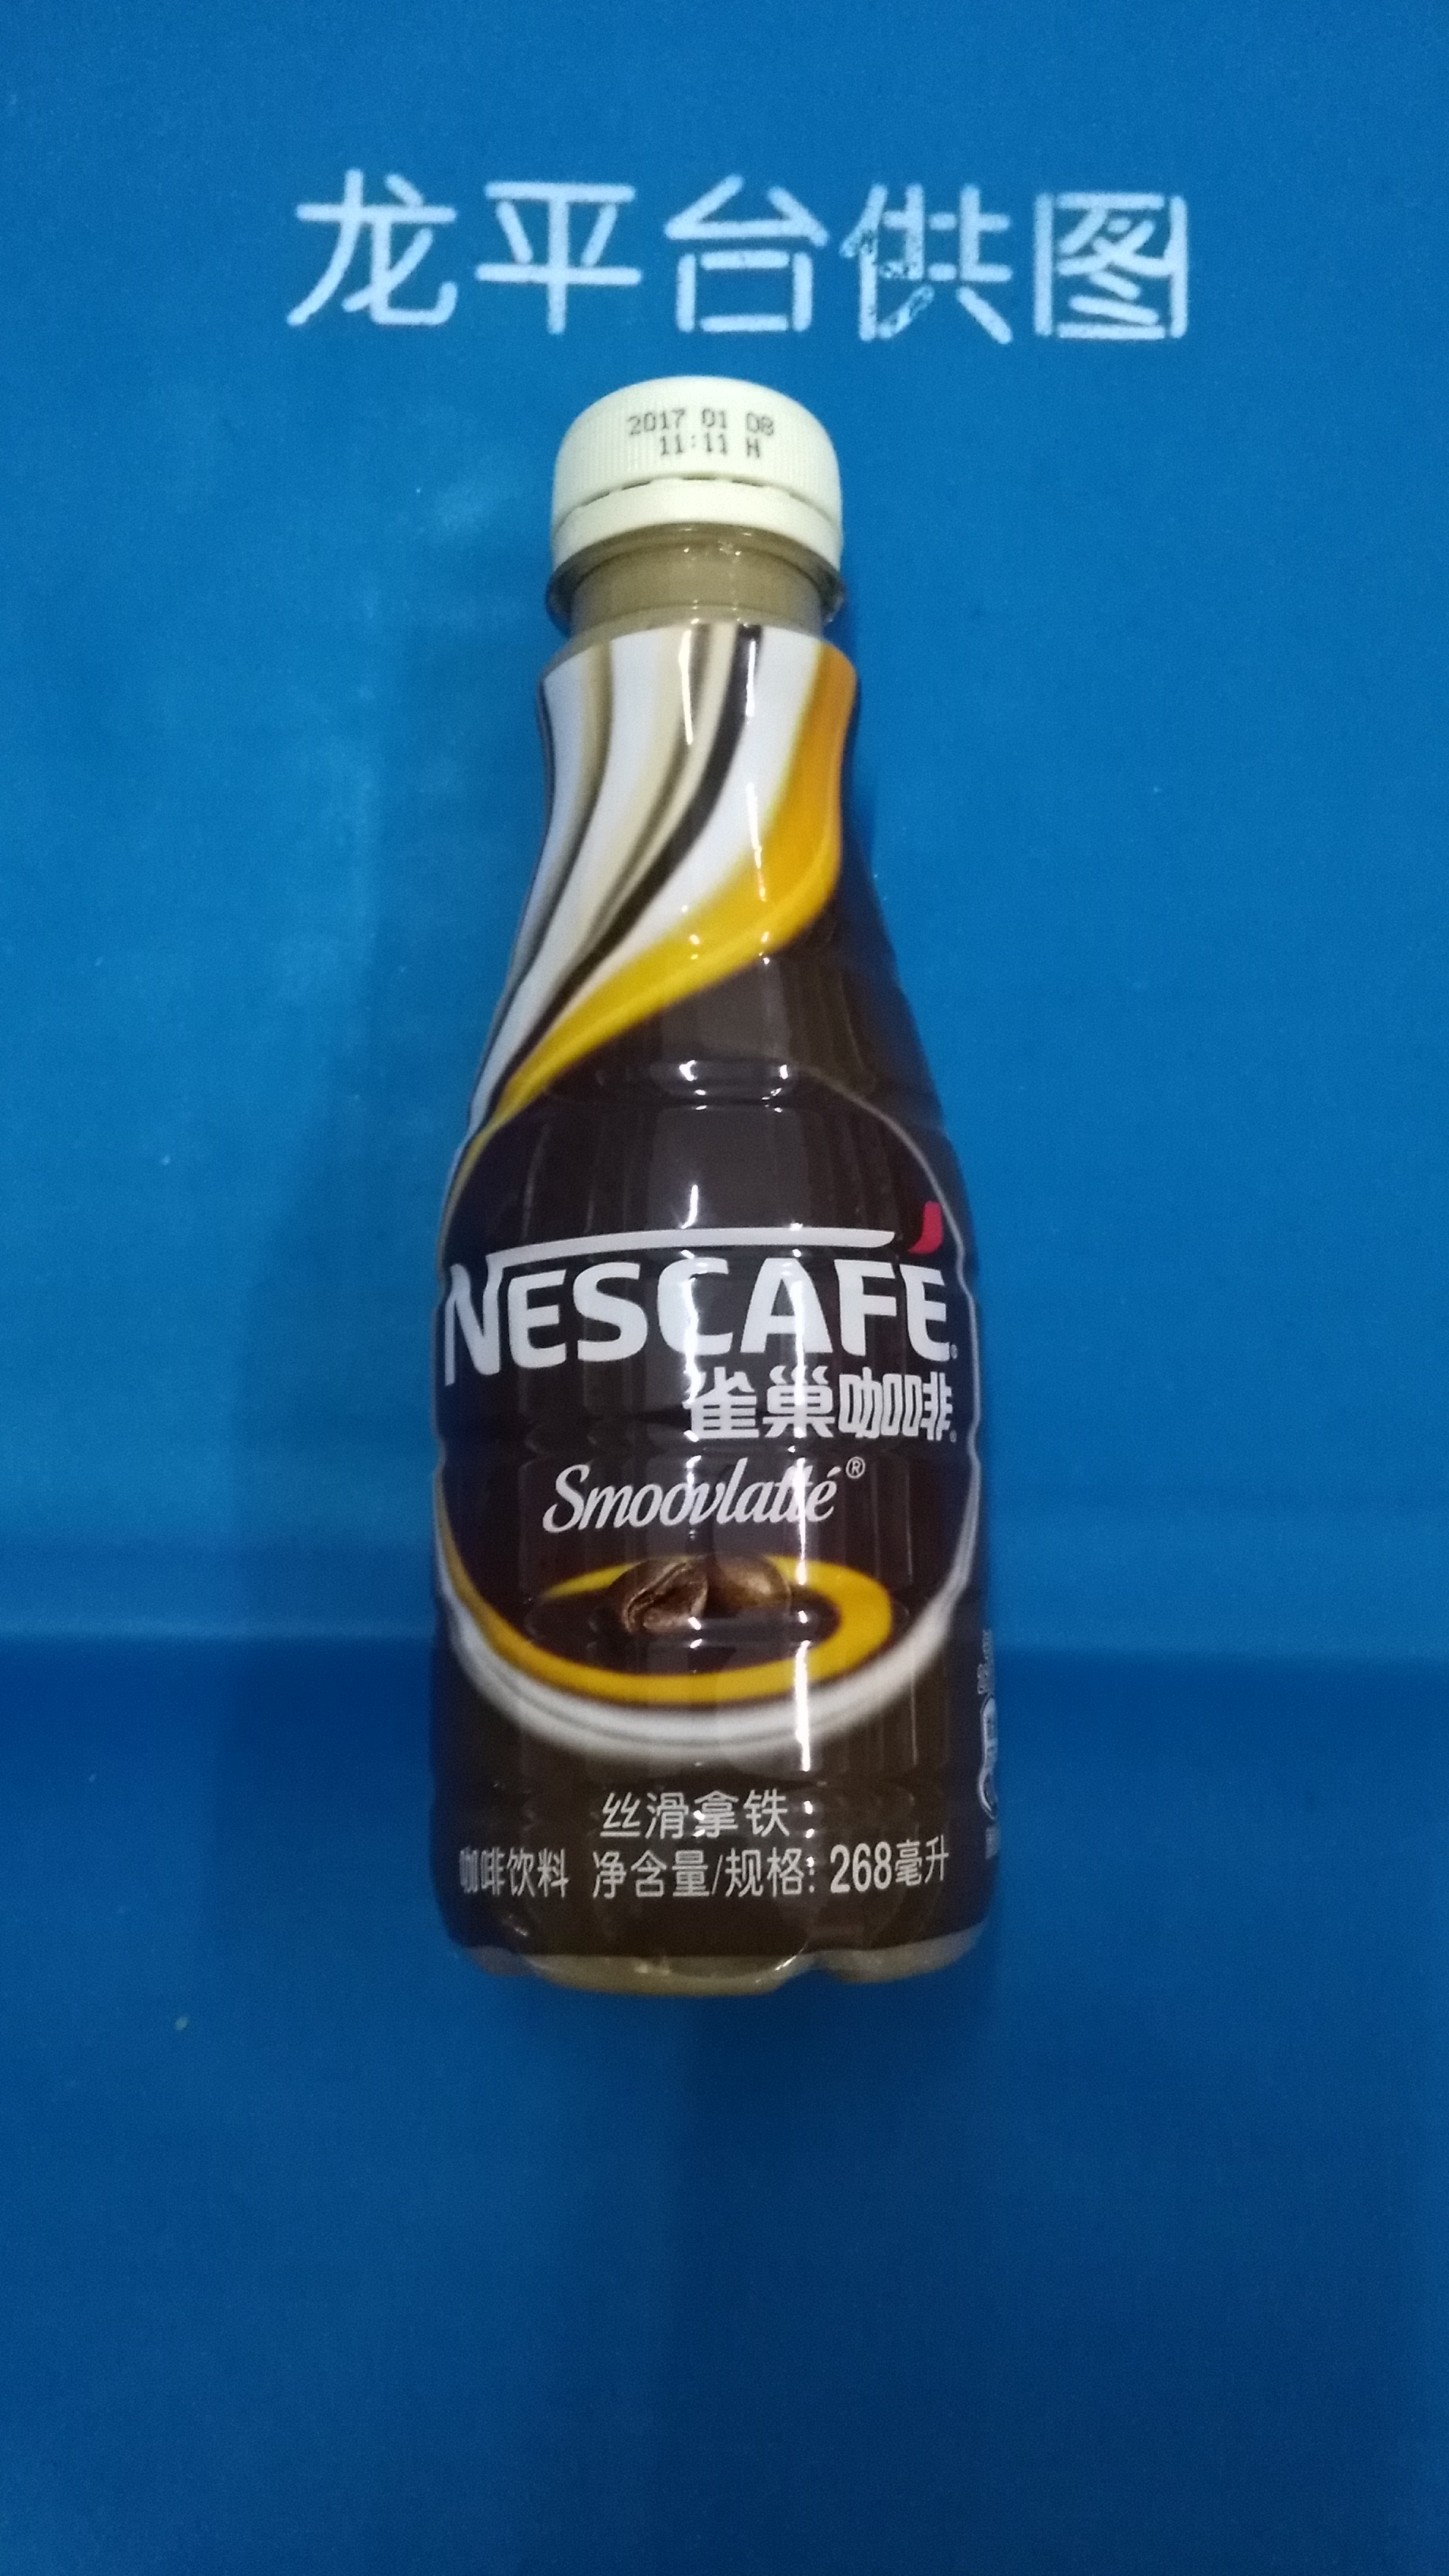 龙平台供图
2017 01 08
11:11 H
NESCAFÉ
雀巢咖啡
Smoovlatté®
丝滑拿铁
咖啡饮料 净含量/规格: 268毫升